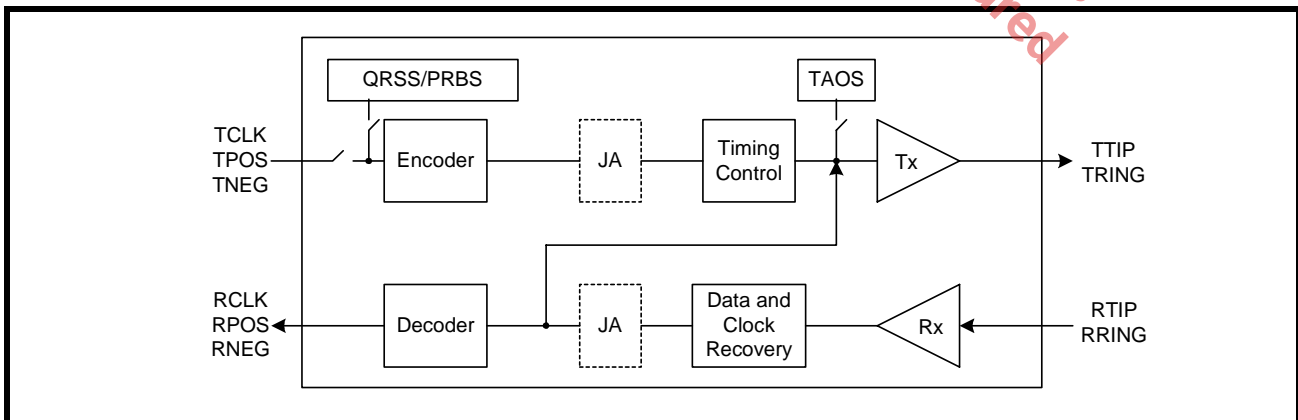 QRSS/PRBS
TAOS
TCLK
TPOS
TNEG
Encoder
JA
Timing
Control
Tx
TTIP
TRING
RCLK
RPOS
RNEG
Decoder
JA
Data and
Clock
Recovery
Rx
RTIP
RRING